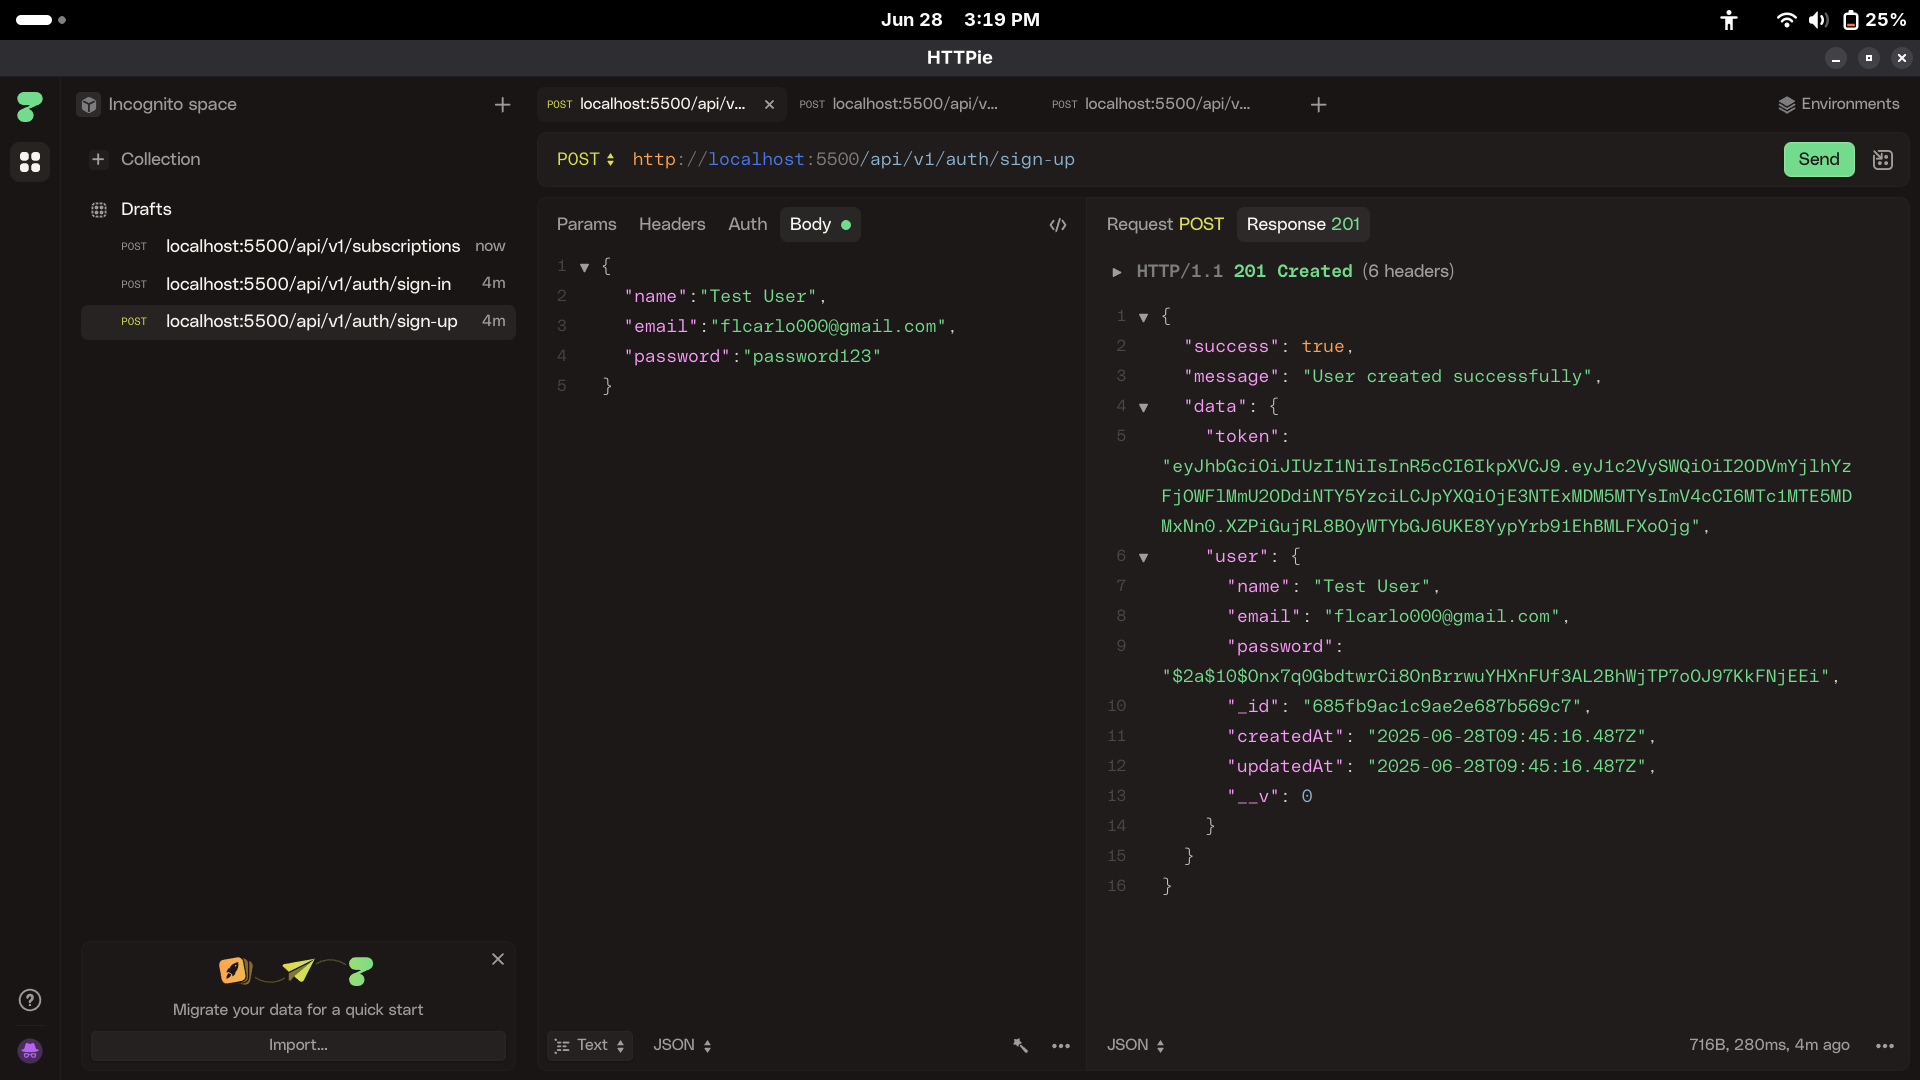 Jun 28 3:19 PM
25%
HTTPie
Incognito space
POST localhost:5500/api/v...
POST localhost:5500/api/v...
POST localhost:5500/api/v...
Environments
Collection
POST http://localhost:5500/api/v1/auth/sign-up
Send
Drafts
POST localhost:5500/api/v1/subscriptions now
POST localhost:5500/api/v1/auth/sign-in 4m
POST localhost:5500/api/v1/auth/sign-up 4m
Params Headers Auth Body
1 {
2 "name":"Test User",
3 "email":"flcarlo000@gmail.com",
4 "password":"password123"
5 }
Request POST Response 201
HTTP/1.1 201 Created (6 headers)
1 {
2 "success": true,
3 "message": "User created successfully",
4 "data": {
5 "token":
"eyJhbGciOiJIUzI1NiIsInR5cCI6IkpXVCJ9.eyJ1c2VySWQiOiI2ODVmYjlhYz
FjOWFlMmU2ODdiNTY5YzciLCJpYXQiOjE3NTExMDM5MTYsImV4cCI6MTc1MTE5MD
MxNn0.XZPiGujRL8BOyWTYbGJ6UKE8YypYrb91EhBMLFXoOjg",
6 "user": {
7 "name": "Test User",
8 "email": "flcarlo000@gmail.com",
9 "password":
"$2a$10$Onx7q0GbdtwrCi8OnBrrwuYHXnFUf3AL2BhWjTP7oOJ97KkFNjEEi",
10 "_id": "685fb9ac1c9ae2e687b569c7",
11 "createdAt": "2025-06-28T09:45:16.487Z",
12 "updatedAt": "2025-06-28T09:45:16.487Z",
13 "__v": 0
14 }
15 }
16 }
Migrate your data for a quick start
Import...
Text JSON
JSON
716B, 280ms, 4m ago